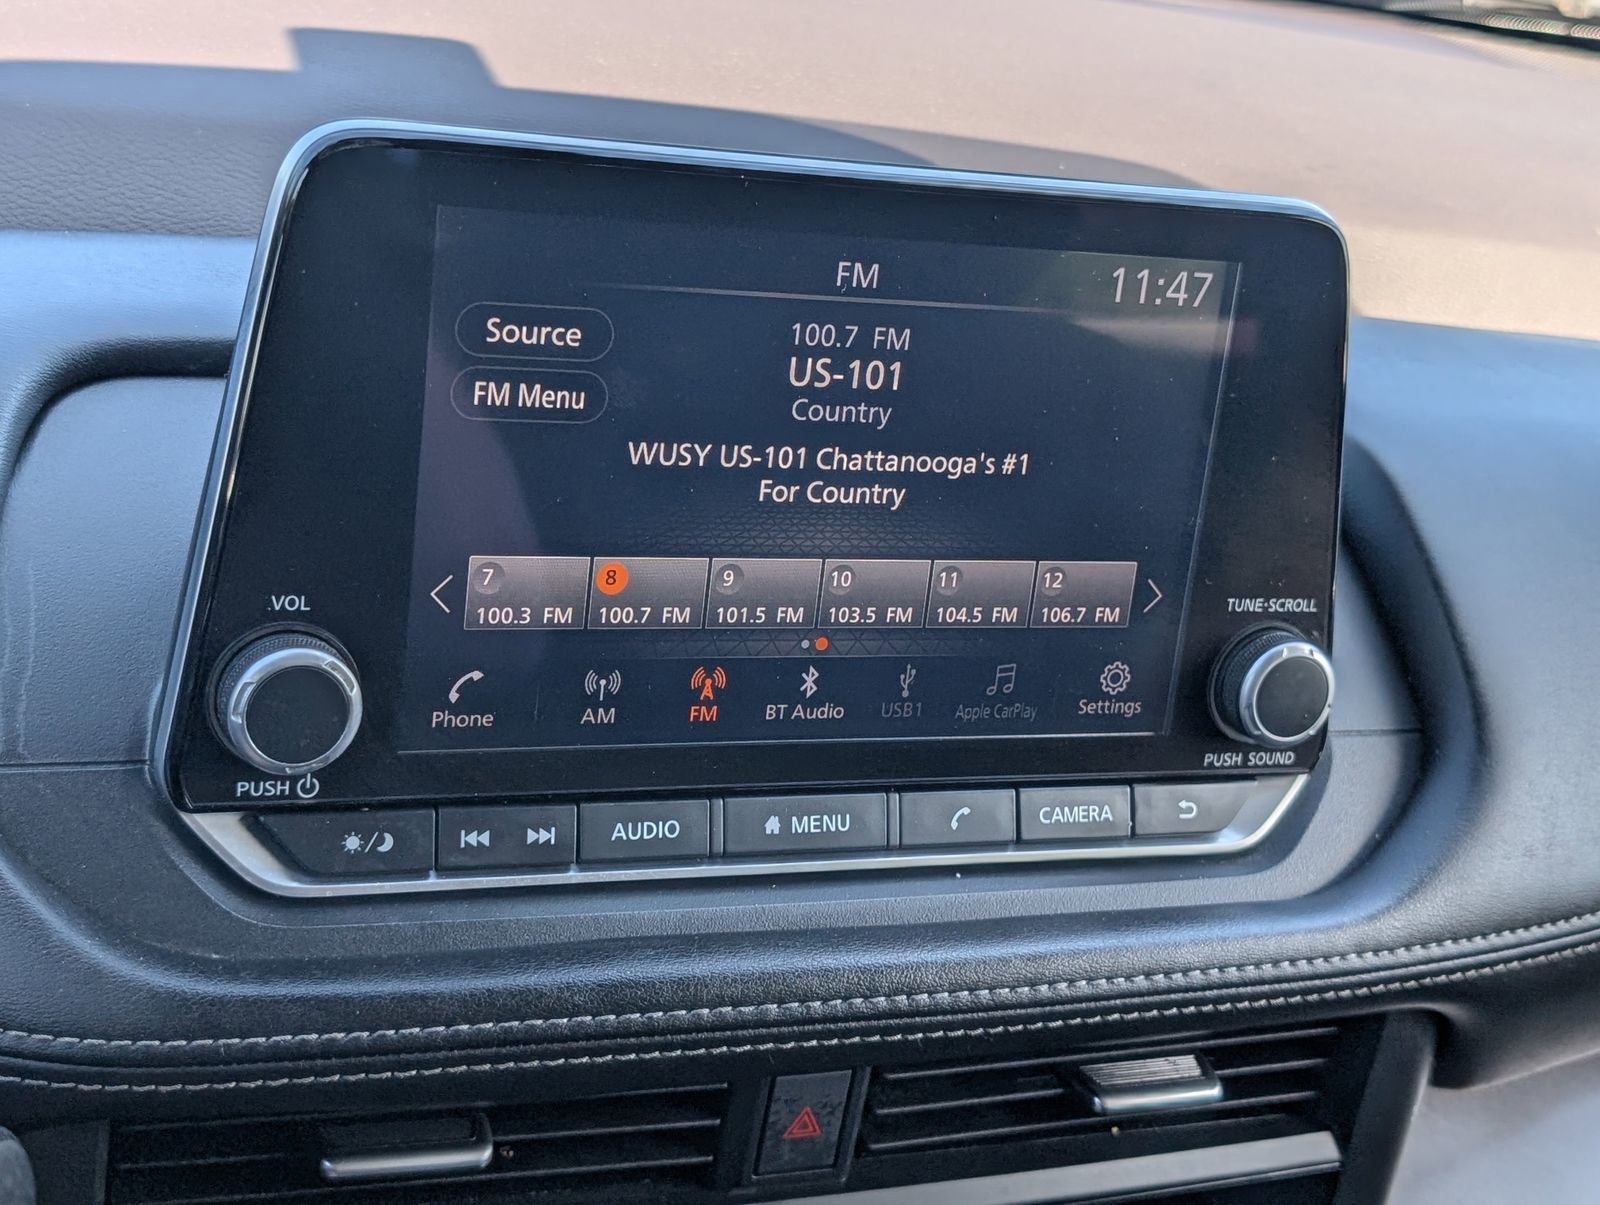 FM
11:47
Source
FM Menu
100.7 FM
US-101
Country
WUSY US-101 Chattanooga's #1
For Country
7
8
9
10
11
12
100.3 FM
100.7 FM
101.5 FM
103.5 FM
104.5 FM
106.7 FM
Phone
AM
FM
BT Audio
USB1
Apple CarPlay
Settings
VOL
PUSH
TUNE·SCROLL
PUSH SOUND
AUDIO
MENU
CAMERA